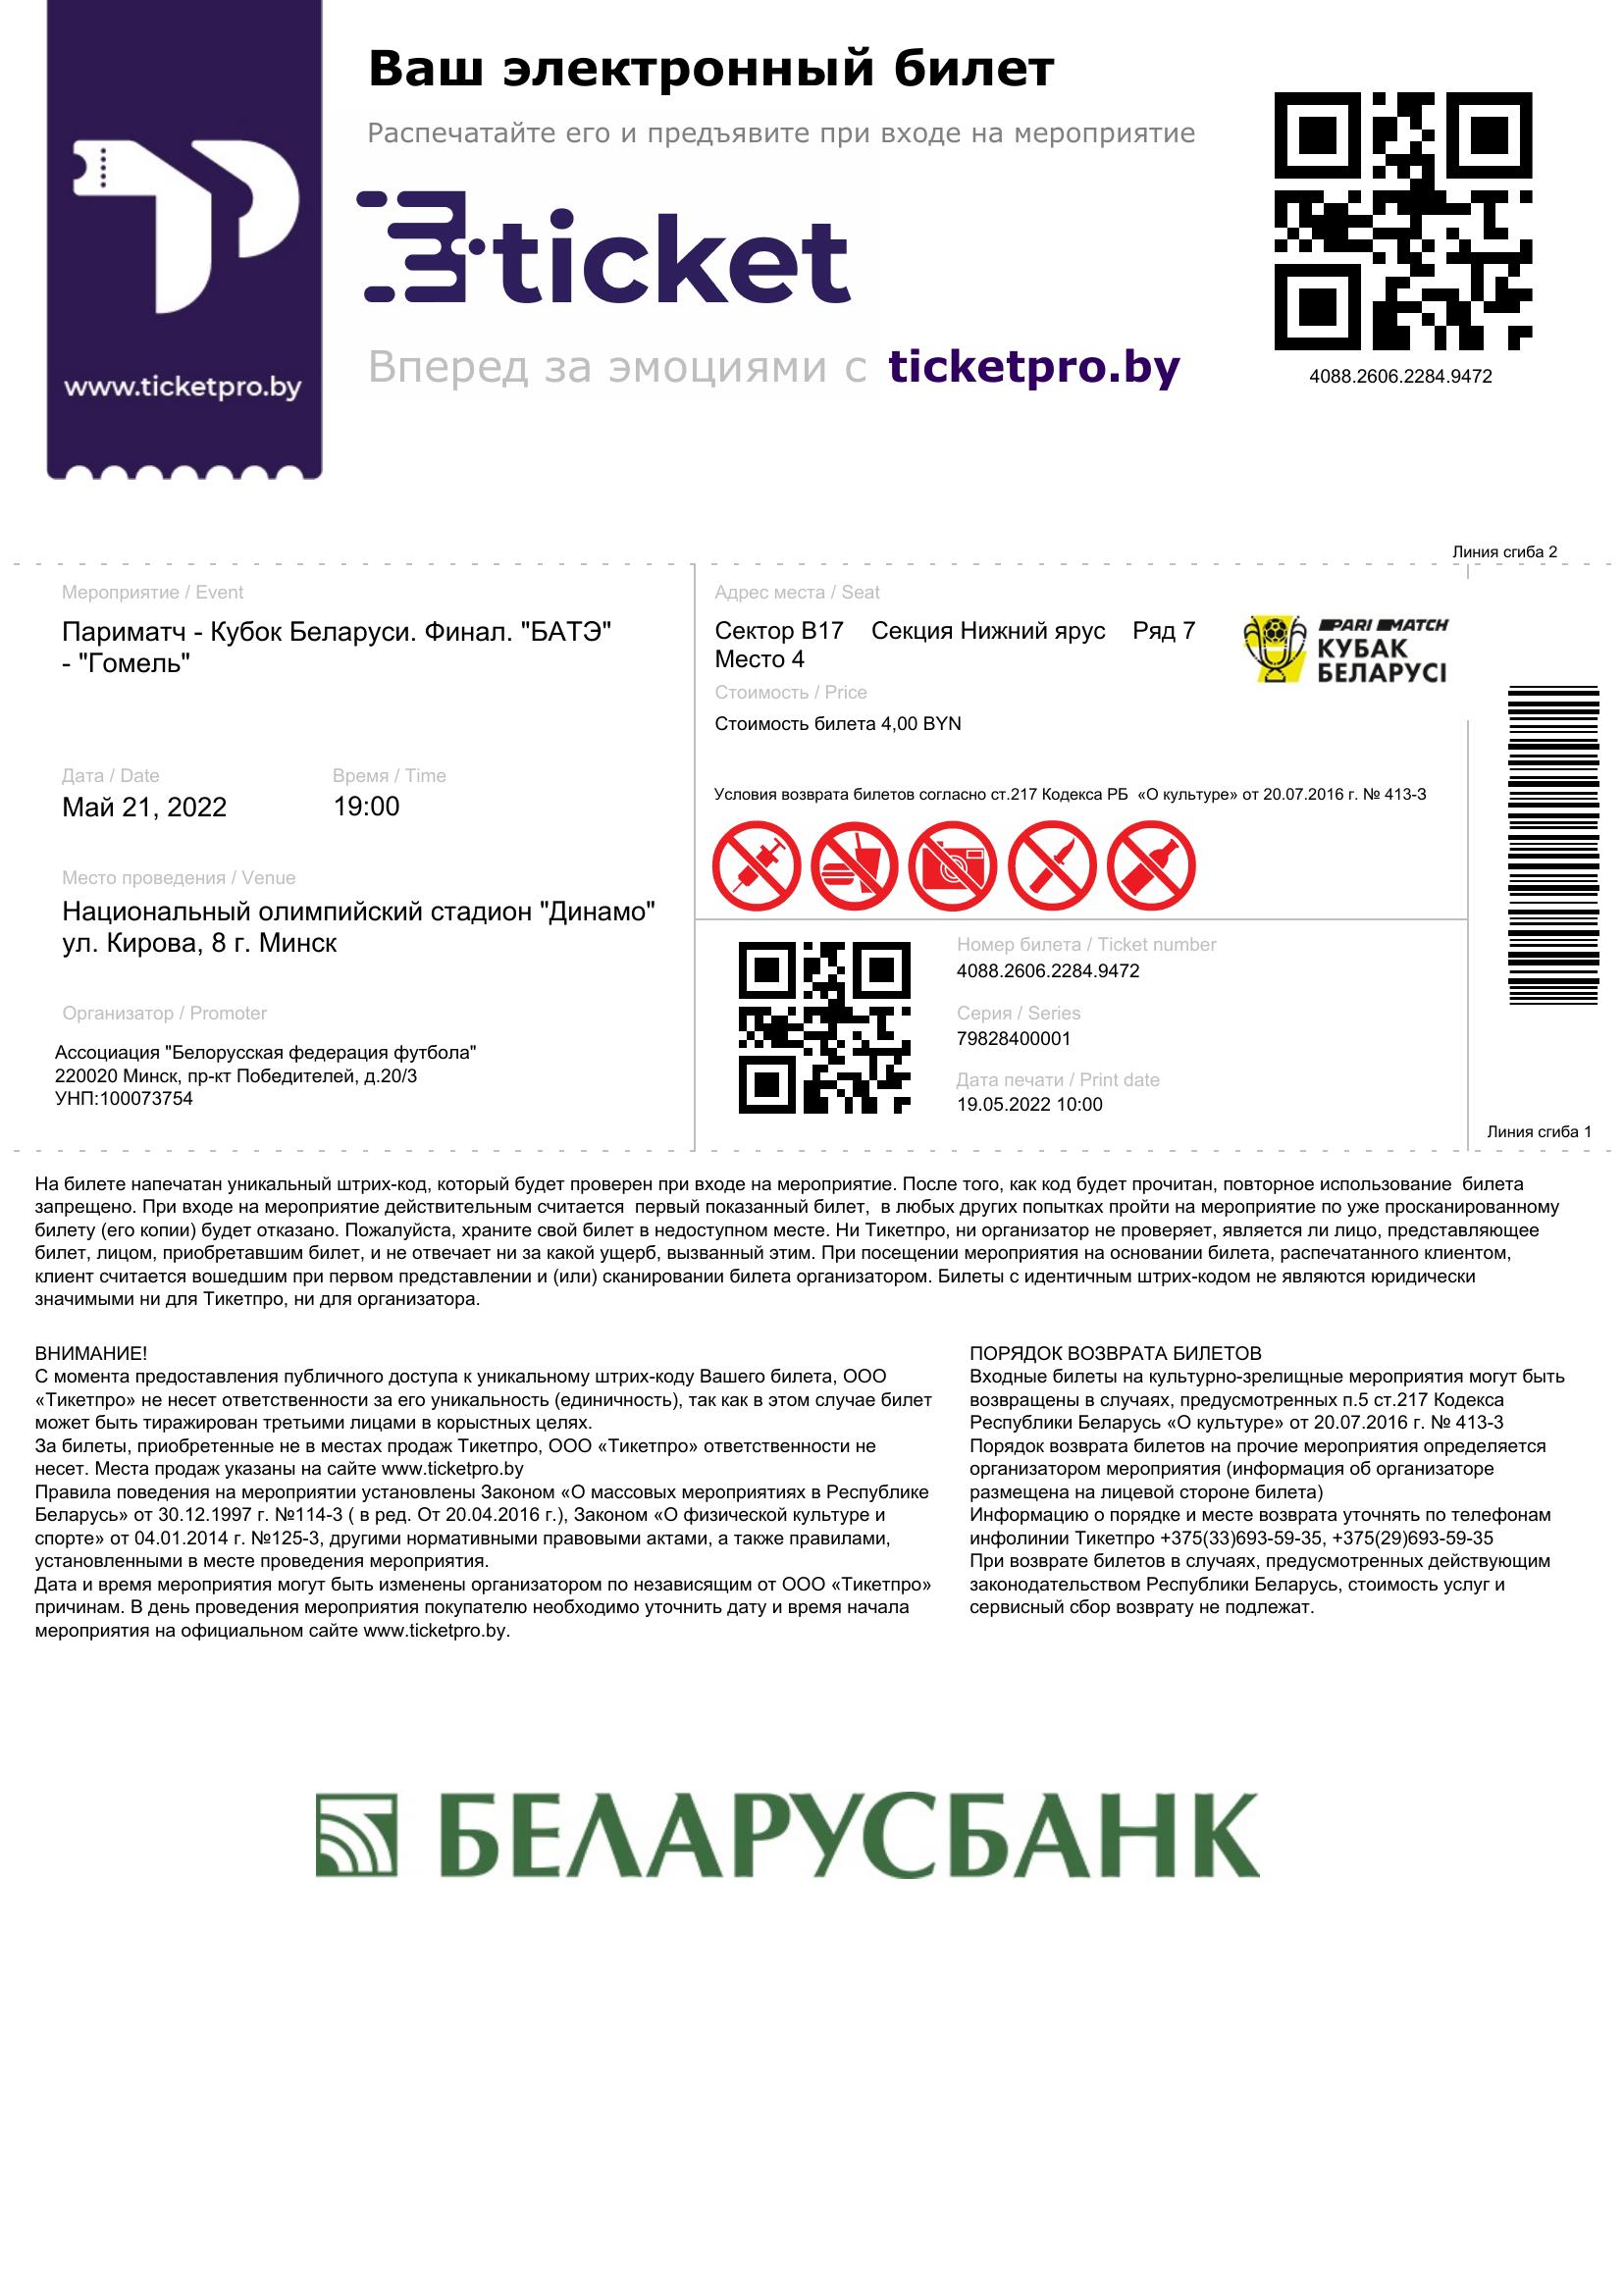 Ваш электронный билет
Распечатайте его и предъявите при входе на мероприятие
ticket
Вперед за эмоциями с ticketpro.by
www.ticketpro.by
4088.2606.2284.9472
Линия сгиба 2
Мероприятие / Event
Париматч - Кубок Беларуси. Финал. "БАТЭ"
- "Гомель"
Дата / Date
Время / Time
Май 21, 2022
19:00
Место проведения / Venue
Национальный олимпийский стадион "Динамо"
ул. Кирова, 8 г. Минск
Организатор / Promoter
Ассоциация "Белорусская федерация футбола"
220020 Минск, пр-кт Победителей, д.20/3
УНП:100073754
Адрес места / Seat
Сектор B17 Секция Нижний ярус Ряд 7
Место 4
PARI MATCH
КУБАК
БЕЛАРУСІ
Стоимость / Price
Стоимость билета 4,00 BYN
Условия возврата билетов согласно ст.217 Кодекса РБ «О культуре» от 20.07.2016 г. № 413-З
Номер билета / Ticket number
4088.2606.2284.9472
Серия / Series
79828400001
Дата печати / Print date
19.05.2022 10:00
Линия сгиба 1
На билете напечатан уникальный штрих-код, который будет проверен при входе на мероприятие. После того, как код будет прочитан, повторное использование билета
запрещено. При входе на мероприятие действительным считается первый показанный билет, в любых других попытках пройти на мероприятие по уже просканированному
билету (его копии) будет отказано. Пожалуйста, храните свой билет в недоступном месте. Ни Тикетпро, ни организатор не проверяет, является ли лицо, представляющее
билет, лицом, приобретавшим билет, и не отвечает ни за какой ущерб, вызванный этим. При посещении мероприятия на основании билета, распечатанного клиентом,
клиент считается вошедшим при первом представлении и (или) сканировании билета организатором. Билеты с идентичным штрих-кодом не являются юридически
значимыми ни для Тикетпро, ни для организатора.
ВНИМАНИЕ!
С момента предоставления публичного доступа к уникальному штрих-коду Вашего билета, ООО
«Тикетпро» не несет ответственности за его уникальность (единичность), так как в этом случае билет
может быть тиражирован третьими лицами в корыстных целях.
За билеты, приобретенные не в местах продаж Тикетпро, ООО «Тикетпро» ответственности не
несет. Места продаж указаны на сайте www.ticketpro.by
Правила поведения на мероприятии установлены Законом «О массовых мероприятиях в Республике
Беларусь» от 30.12.1997 г. №114-З ( в ред. От 20.04.2016 г.), Законом «О физической культуре и
спорте» от 04.01.2014 г. №125-З, другими нормативными правовыми актами, а также правилами,
установленными в месте проведения мероприятия.
Дата и время мероприятия могут быть изменены организатором по независящим от ООО «Тикетпро»
причинам. В день проведения мероприятия покупателю необходимо уточнить дату и время начала
мероприятия на официальном сайте www.ticketpro.by.
ПОРЯДОК ВОЗВРАТА БИЛЕТОВ
Входные билеты на культурно-зрелищные мероприятия могут быть
возвращены в случаях, предусмотренных п.5 ст.217 Кодекса
Республики Беларусь «О культуре» от 20.07.2016 г. № 413-З
Порядок возврата билетов на прочие мероприятия определяется
организатором мероприятия (информация об организаторе
размещена на лицевой стороне билета)
Информацию о порядке и месте возврата уточнять по телефонам
инфолинии Тикетпро +375(33)693-59-35, +375(29)693-59-35
При возврате билетов в случаях, предусмотренных действующим
законодательством Республики Беларусь, стоимость услуг и
сервисный сбор возврату не подлежат.
БЕЛАРУСБАНК